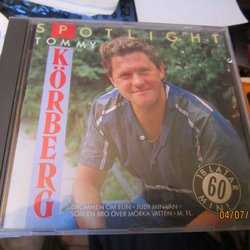 SPOTLIGHT
TOMMY
KÖRBERG
DRÖMMEN OM ELIN · JUDY MIN VÄN ·
SOM EN BRO ÖVER MÖRKA VATTEN · M. FL.
18 LÅTAR
60
MIN
04/07/